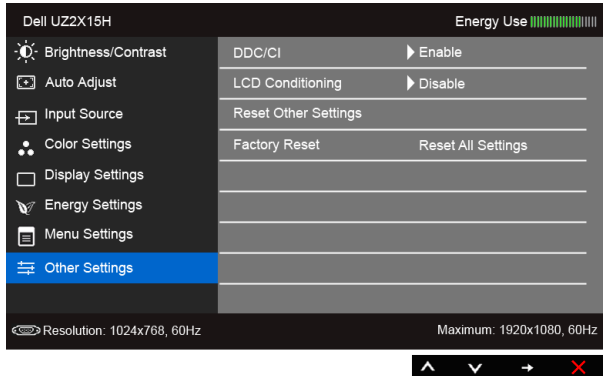 Dell UZ2X15H Energy Use
Brightness/Contrast DDC/CI Enable
Auto Adjust LCD Conditioning Disable
Input Source Reset Other Settings
Color Settings Factory Reset Reset All Settings
Display Settings
Energy Settings
Menu Settings
Other Settings
Resolution: 1024x768, 60Hz Maximum: 1920x1080, 60Hz